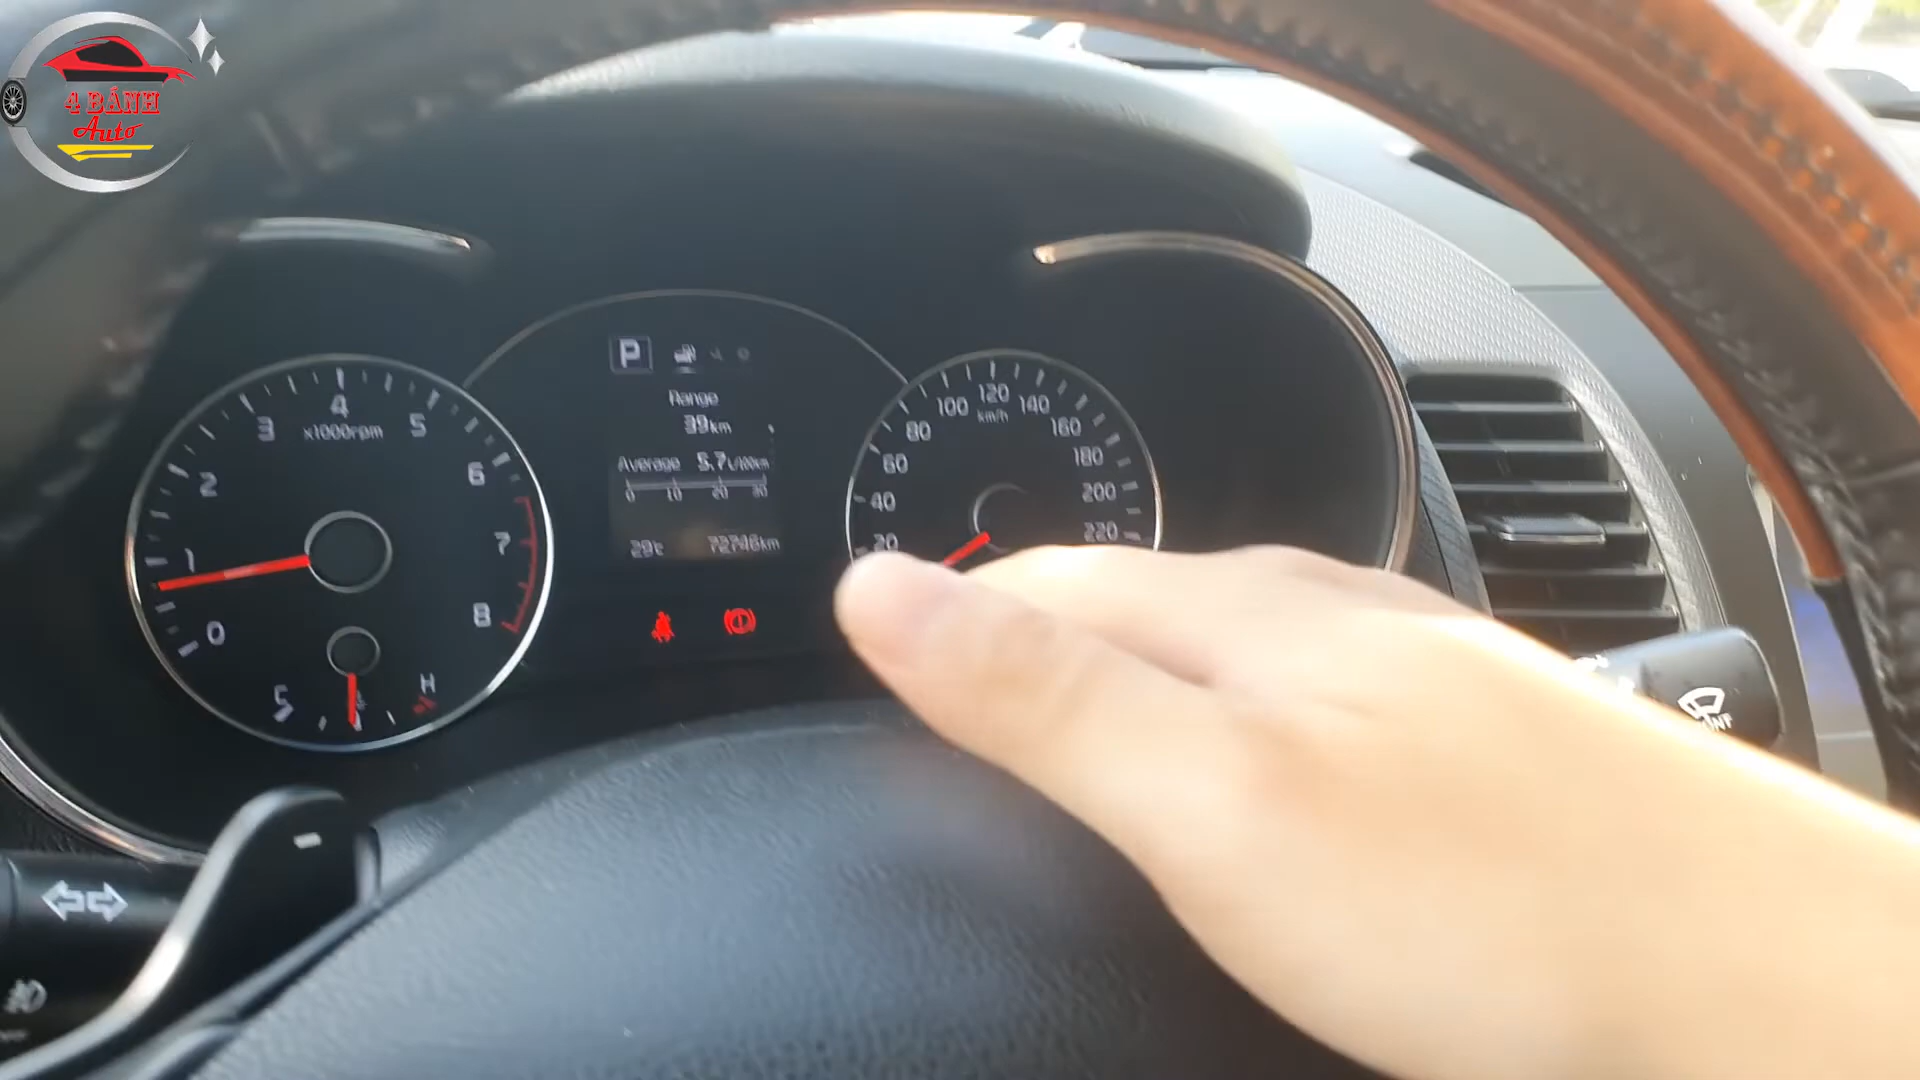 4 BÁNH
Auto
P
Range
39km
Average 5.7L/100km
0 10 20 30
29°C 72746km
0 1 2 3 4 5 6 7 8
x1000rpm
H
20 40 60 80 100 120 140 160 180 200 220
km/h